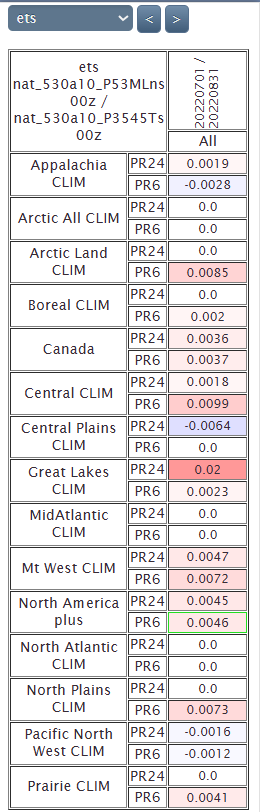 ets
<
>
ets
nat_530a10_P53MLns
00z /
nat_530a10_P3545Ts
00z
20220701 /
20220831
All
Appalachia
CLIM
PR24 0.0019
PR6 -0.0028
Arctic All CLIM
PR24 0.0
PR6 0.0
Arctic Land
CLIM
PR24 0.0
PR6 0.0085
Boreal CLIM
PR24 0.0
PR6 0.002
Canada
PR24 0.0036
PR6 0.0037
Central CLIM
PR24 0.0018
PR6 0.0099
Central Plains
CLIM
PR24 -0.0064
PR6 0.0
Great Lakes
CLIM
PR24 0.02
PR6 0.0023
MidAtlantic
CLIM
PR24 0.0
PR6 0.0
Mt West CLIM
PR24 0.0047
PR6 0.0072
North America
plus
PR24 0.0045
PR6 0.0046
North Atlantic
CLIM
PR24 0.0
PR6 0.0
North Plains
CLIM
PR24 0.0
PR6 0.0073
Pacific North
West CLIM
PR24 -0.0016
PR6 -0.0012
Prairie CLIM
PR24 0.0
PR6 0.0041